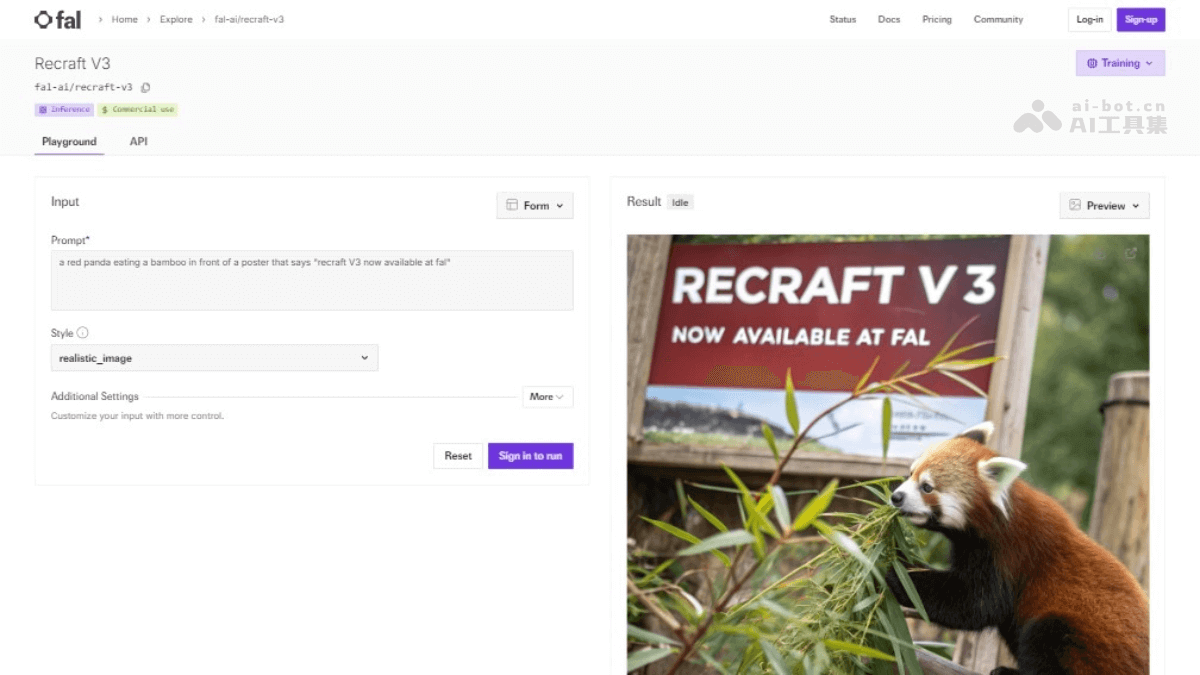 fal
Home
Explore
fal-ai/recraft-v3
Status
Docs
Pricing
Community
Log-in
Sign-up
Recraft V3
fal-ai/recraft-v3
Inference
$ Commercial use
Training
ai-bot.cn
AI工具集
Playground
API
Input
Form
Prompt*
a red panda eating a bamboo in front of a poster that says "recraft V3 now available at fal"
Style
realistic_image
Additional Settings
More
Customize your input with more control.
Reset
Sign in to run
Result
Idle
Preview
RECRAFT V3
NOW AVAILABLE AT FAL